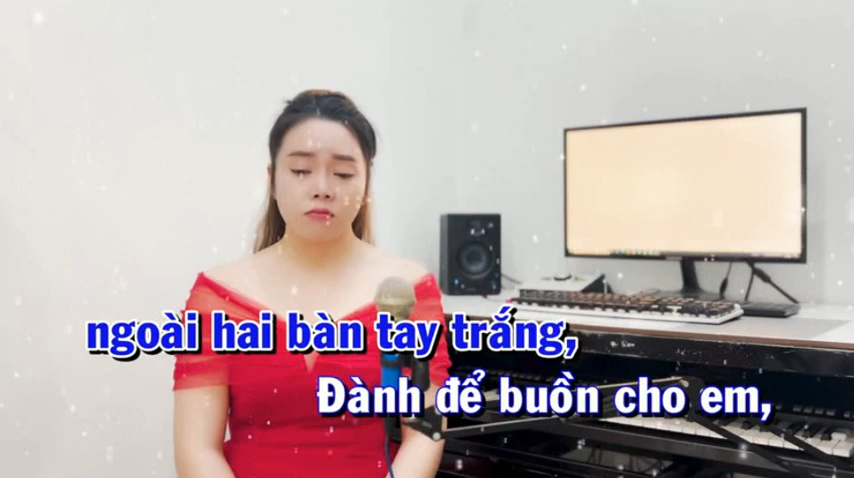 ngoài hai bàn tay trắng,
Đành để buồn cho em,